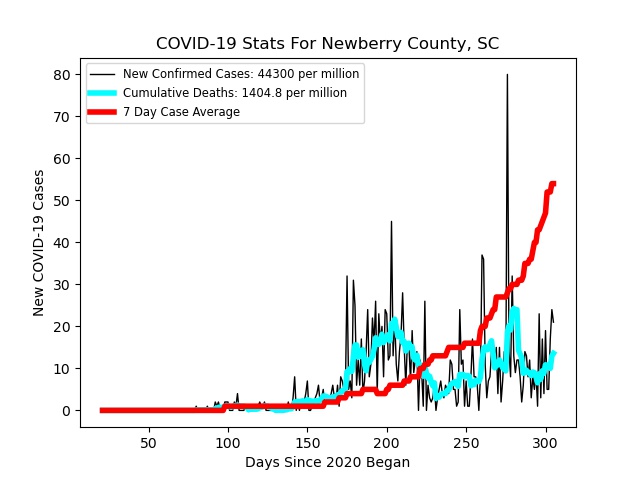 COVID-19 Stats For Newberry County, SC
New Confirmed Cases: 44300 per million
Cumulative Deaths: 1404.8 per million
7 Day Case Average
New COVID-19 Cases
80
70
60
50
40
30
20
10
0
50 100 150 200 250 300
Days Since 2020 Began